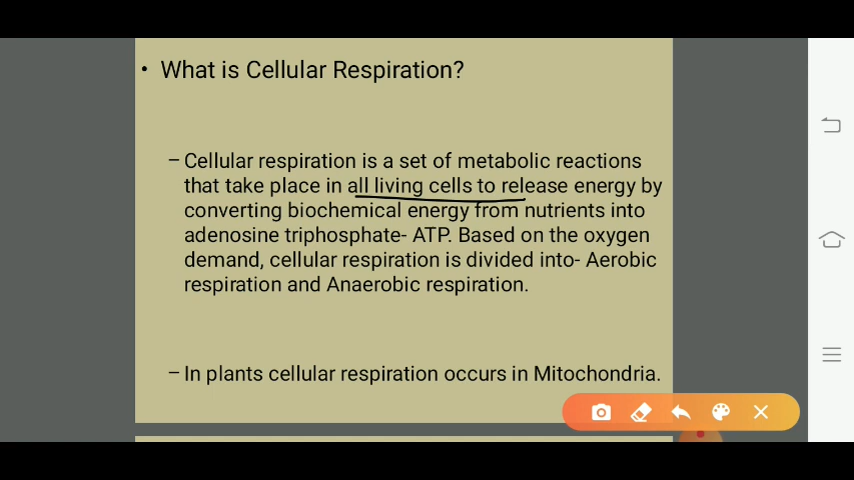 • What is Cellular Respiration?
– Cellular respiration is a set of metabolic reactions
that take place in all living cells to release energy by
converting biochemical energy from nutrients into
adenosine triphosphate- ATP. Based on the oxygen
demand, cellular respiration is divided into- Aerobic
respiration and Anaerobic respiration.
– In plants cellular respiration occurs in Mitochondria.